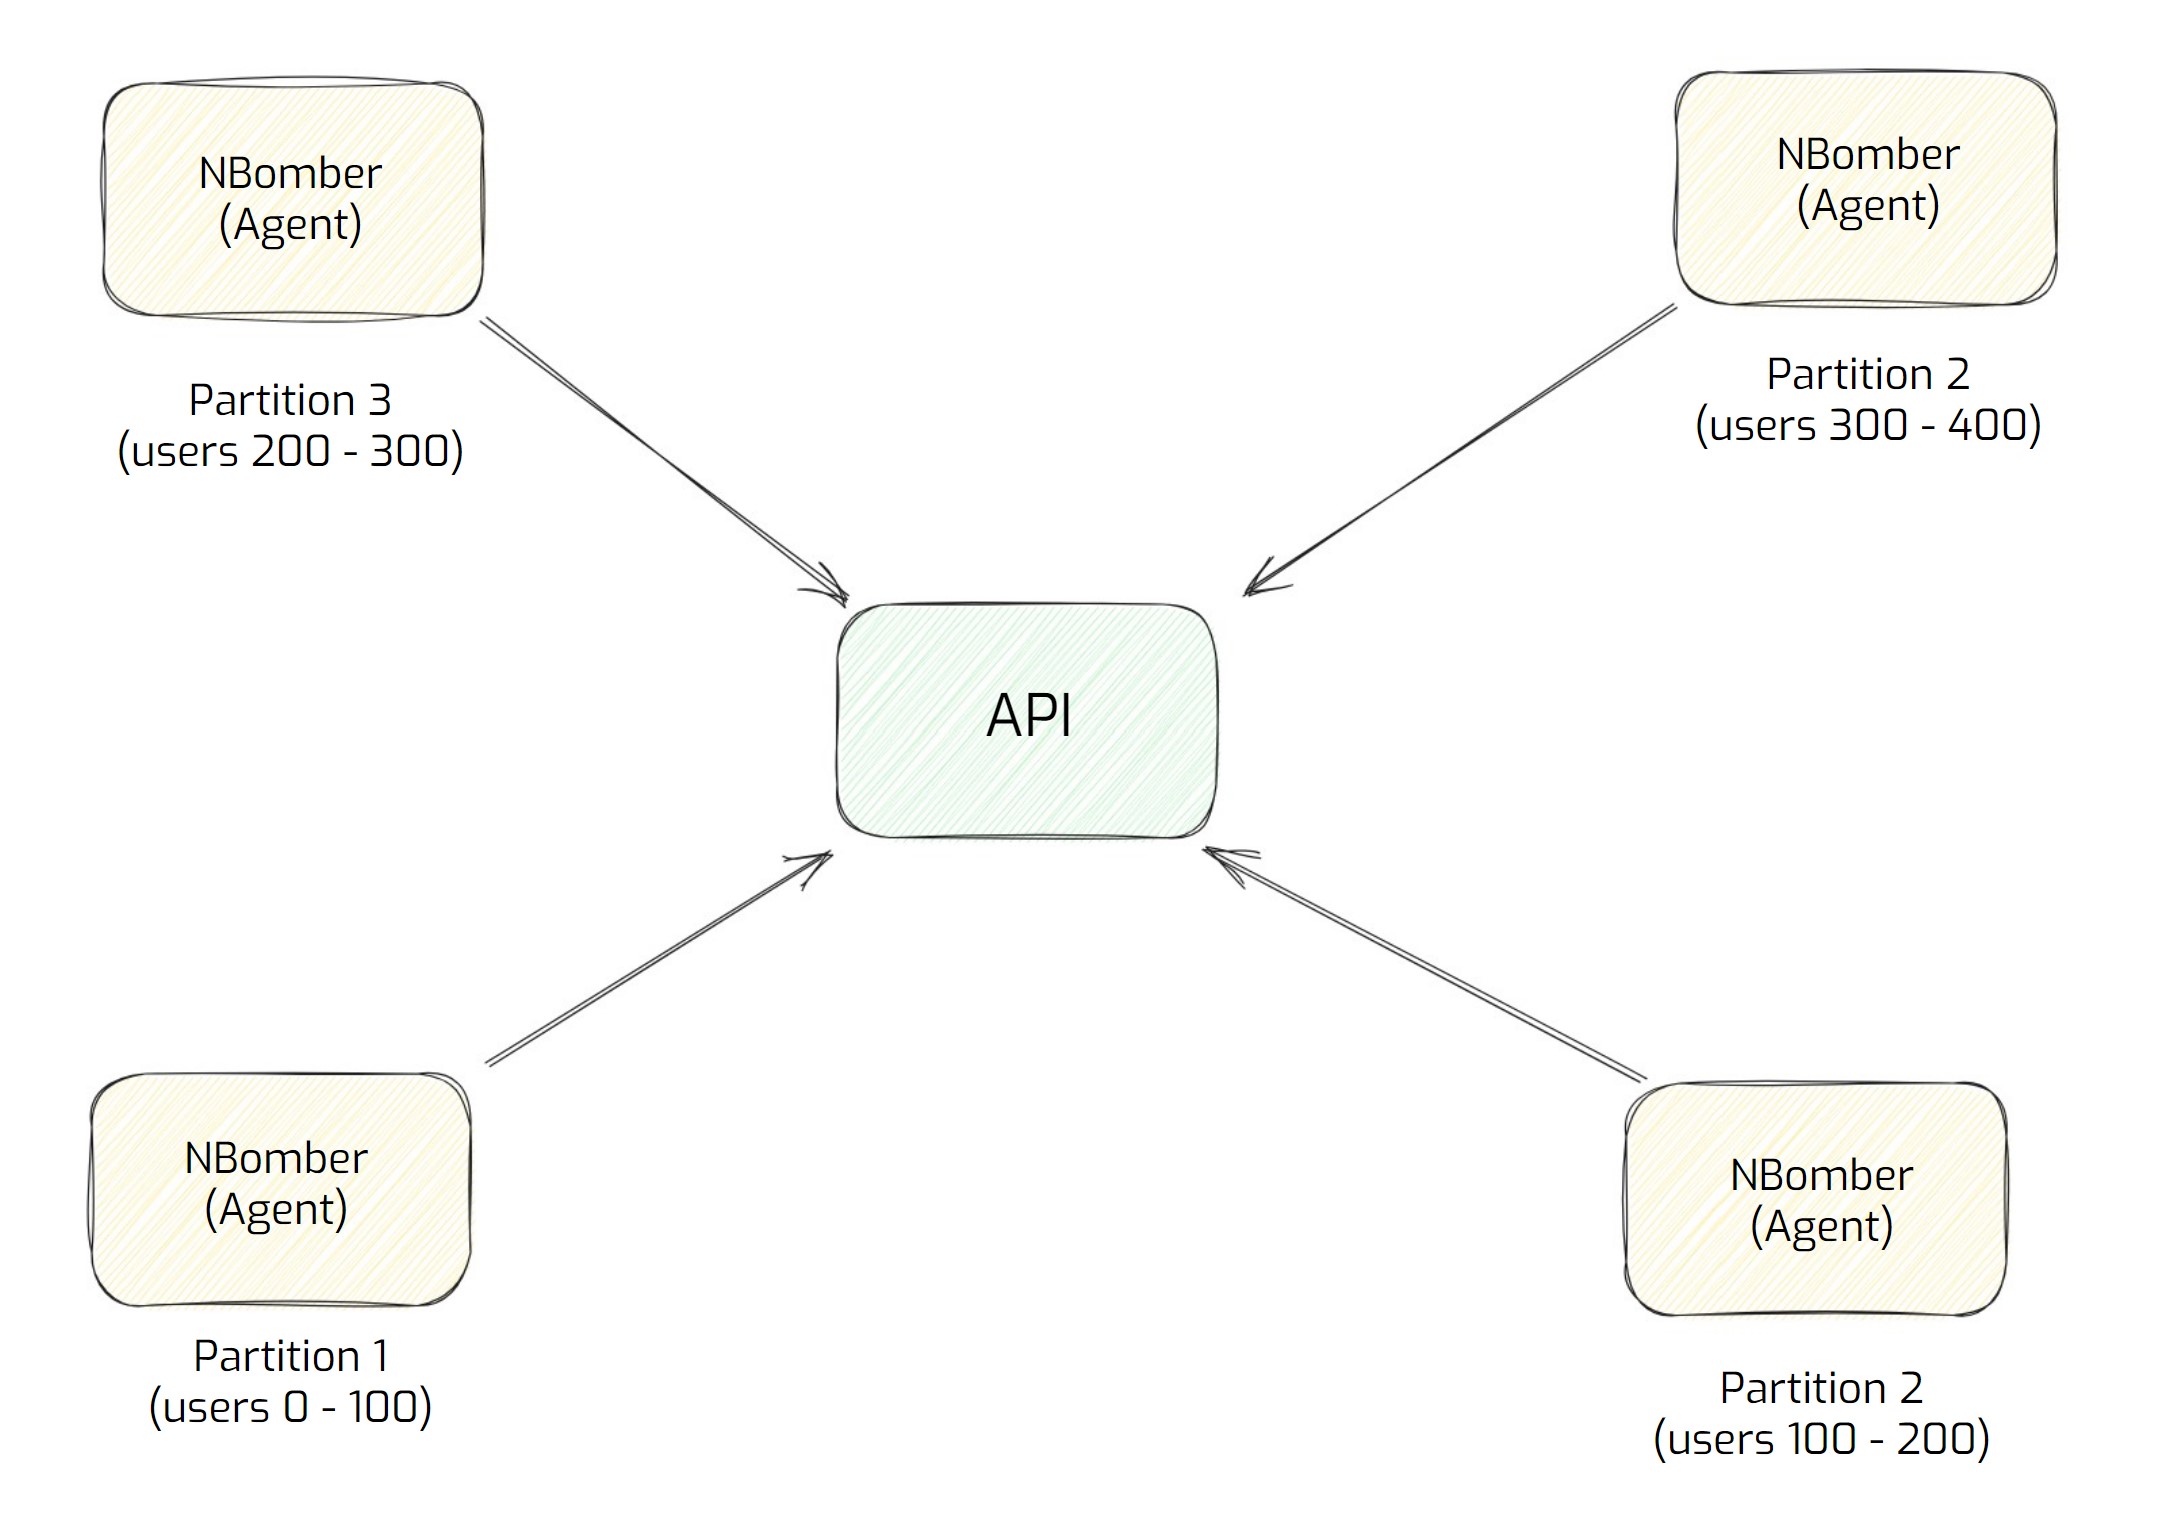 NBomber
(Agent)
Partition 3
(users 200 - 300)
NBomber
(Agent)
Partition 2
(users 300 - 400)
API
NBomber
(Agent)
Partition 1
(users 0 - 100)
NBomber
(Agent)
Partition 2
(users 100 - 200)